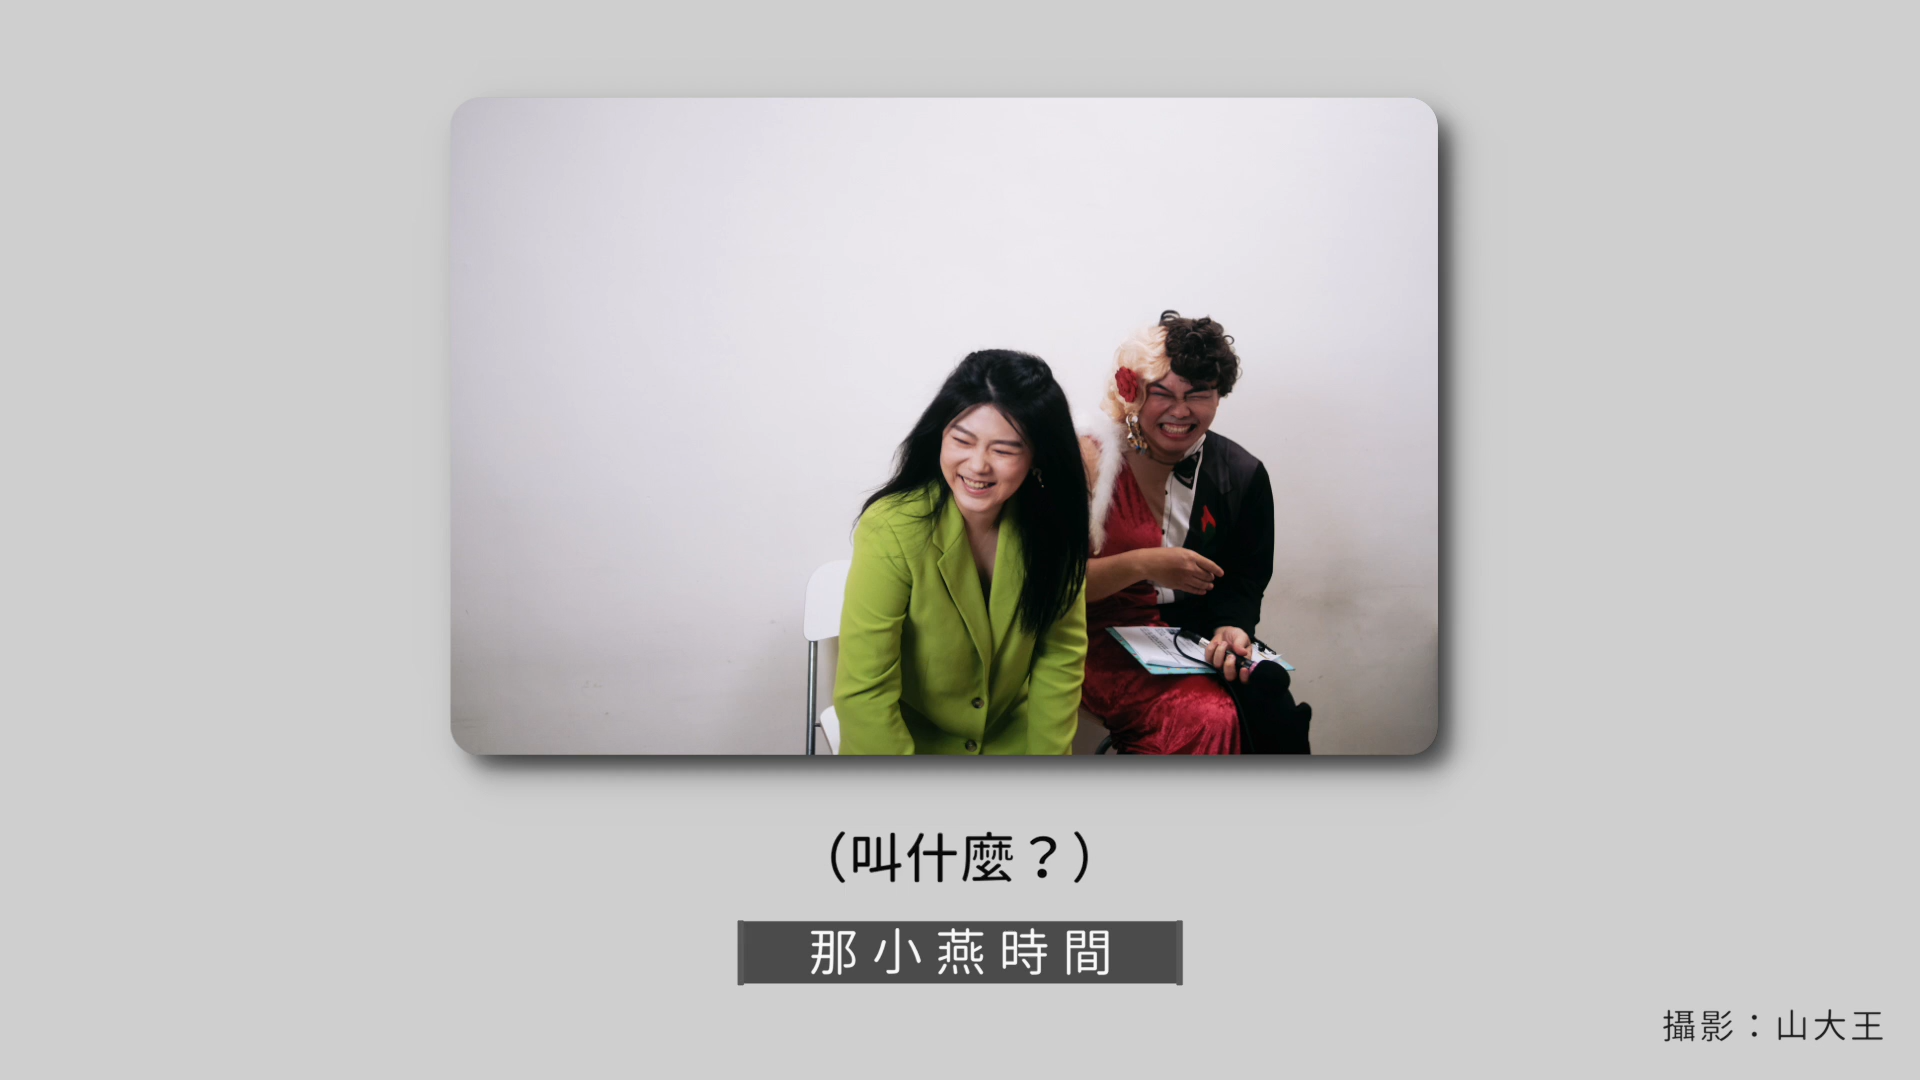 （叫什麼？）
那小燕時間
攝影：山大王